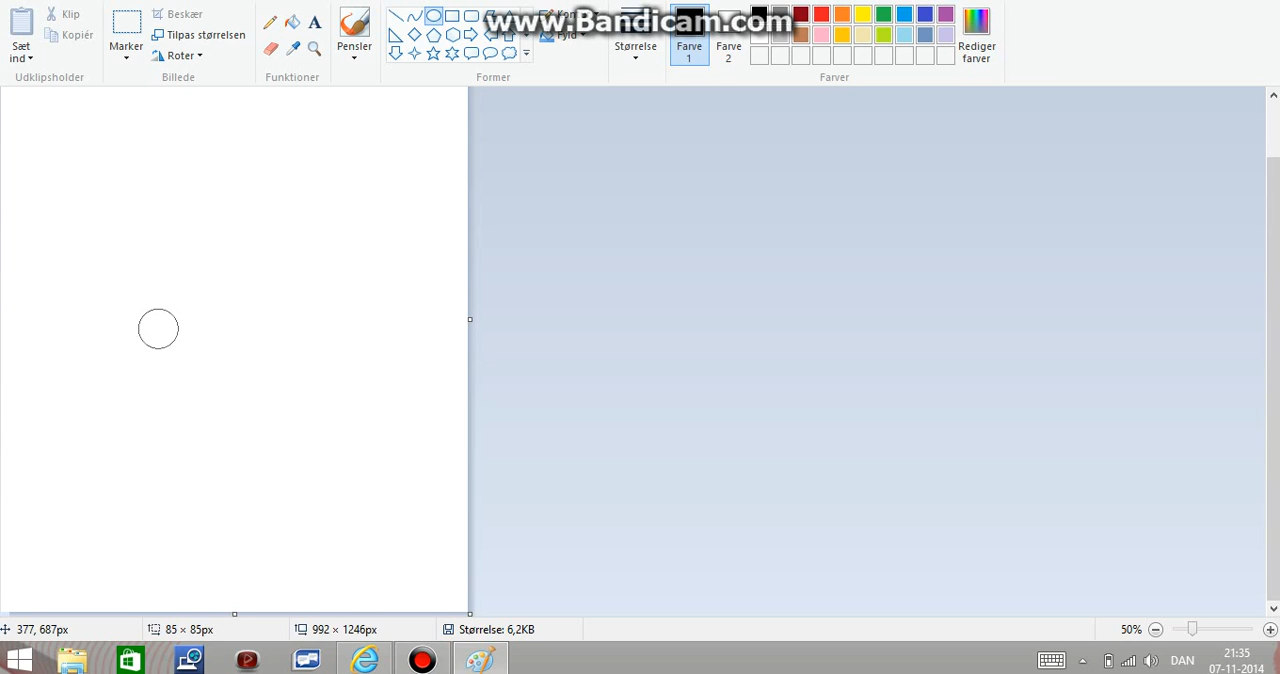 www.Bandicam.com
Beskær
Klip
Tilpas størrelsen
Kopiér
Sæt
ind
Marker
Roter
A
Pensler
Størrelse
Farve
1
Farve
2
Rediger
farver
Fyld
Udklipsholder
Billede
Funktioner
Former
Farver
377, 687px
85 × 85px
992 × 1246px
Størrelse: 6,2KB
50%
DAN
21:35
07-11-2014